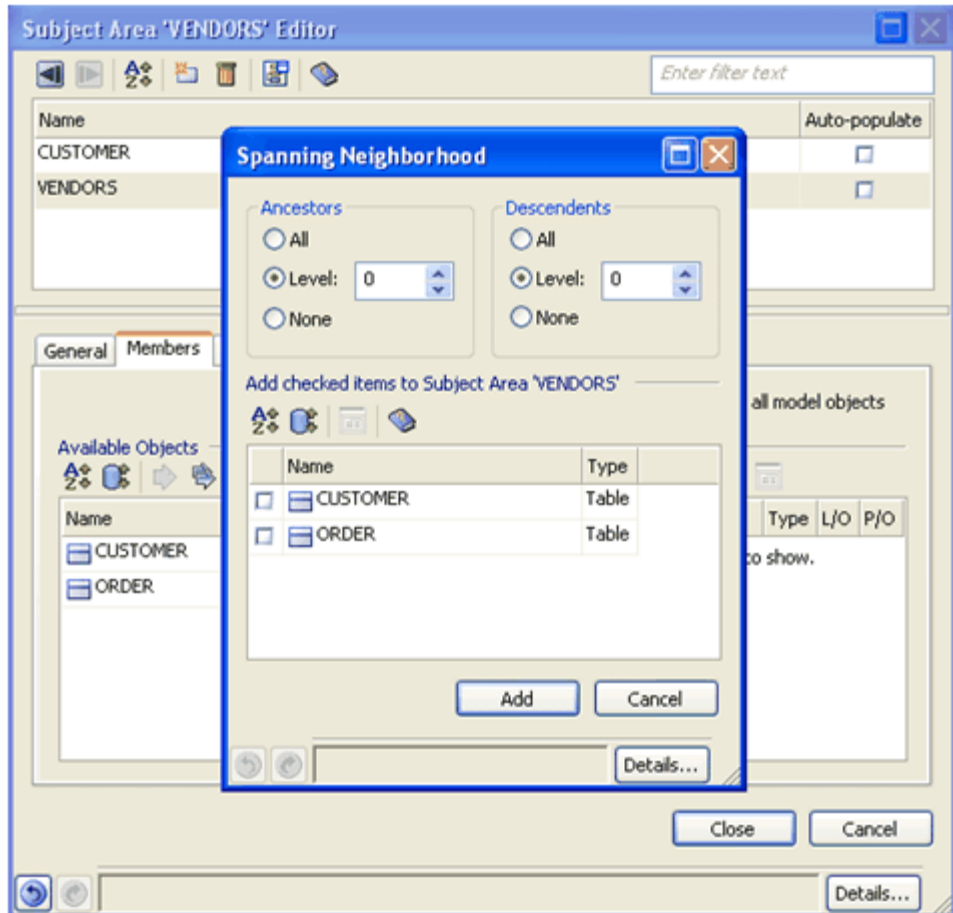 Subject Area 'VENDORS' Editor
Enter filter text
Name Auto-populate
CUSTOMER
VENDORS
Spanning Neighborhood
Ancestors Descendents
All All
Level: 0 Level: 0
None None
General Members
Add checked items to Subject Area 'VENDORS'
all model objects
Available Objects
Name Type
CUSTOMER Table
ORDER Table
Name Type L/O P/O
CUSTOMER to show.
ORDER
Add Cancel
Details...
Close Cancel
Details...